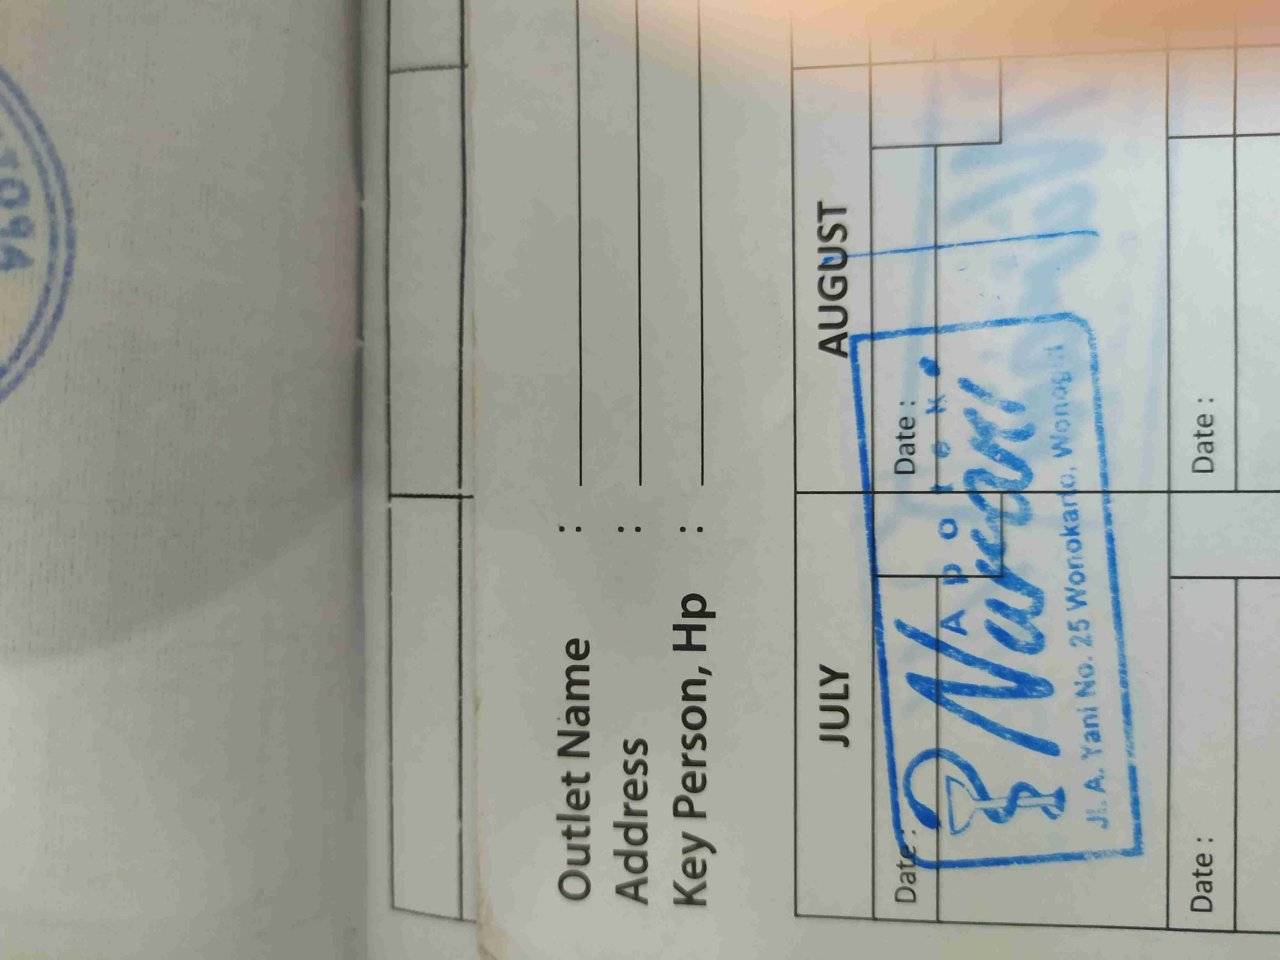 Outlet Name :
Address :
Key Person, Hp :
JULY AUGUST
Date : Date :
Apotek
Nurani
Jl. A. Yani No. 25 Wonokarto, Wonogiri
Date : Date :